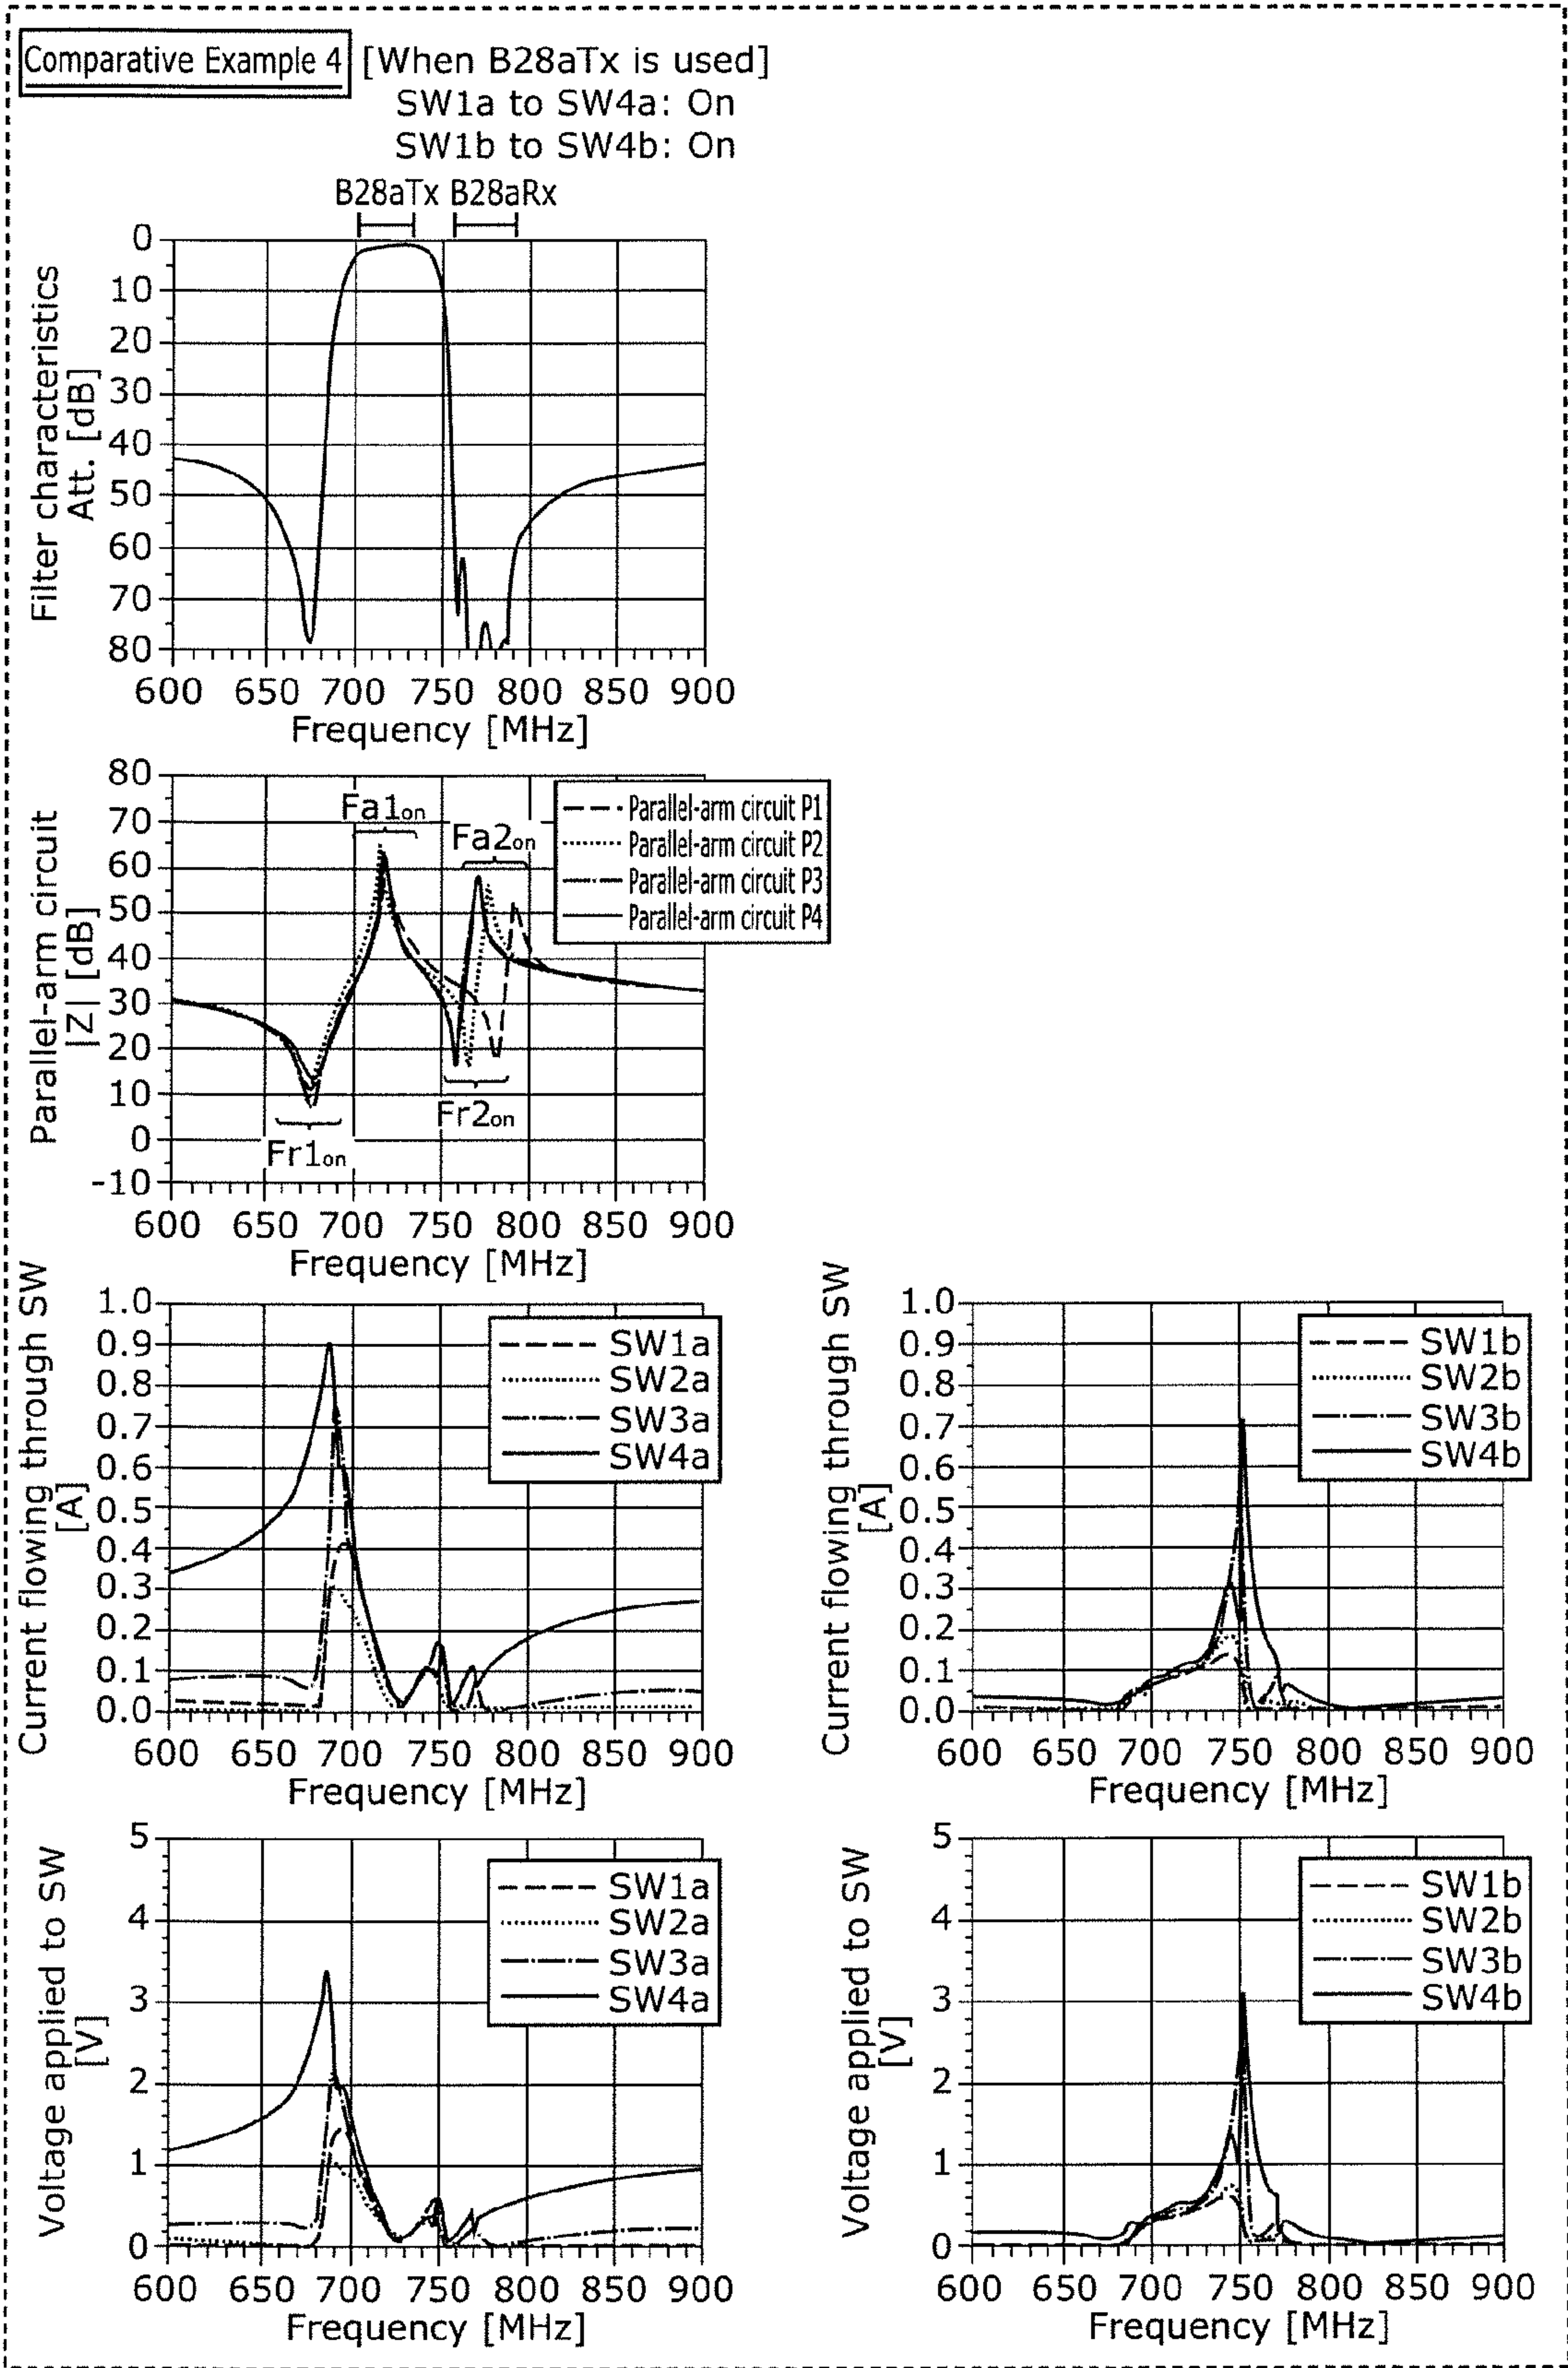 Comparative Example 4 [When B28aTx is used]
SW1a to SW4a: On
SW1b to SW4b: On
B28aTx B28aRx
Filter characteristics
Att. [dB]
0
10
20
30
40
50
60
70
80
600 650 700 750 800 850 900
Frequency [MHz]
Parallel-arm circuit
|Z| [dB]
80
70
60
50
40
30
20
10
0
-10
Fa1on
Fa2on
Fr1on
Fr2on
Parallel-arm circuit P1
Parallel-arm circuit P2
Parallel-arm circuit P3
Parallel-arm circuit P4
600 650 700 750 800 850 900
Frequency [MHz]
Current flowing through SW
[A]
1.0
0.9
0.8
0.7
0.6
0.5
0.4
0.3
0.2
0.1
0.0
SW1a
SW2a
SW3a
SW4a
600 650 700 750 800 850 900
Frequency [MHz]
Current flowing through SW
[A]
1.0
0.9
0.8
0.7
0.6
0.5
0.4
0.3
0.2
0.1
0.0
SW1b
SW2b
SW3b
SW4b
600 650 700 750 800 850 900
Frequency [MHz]
Voltage applied to SW
[V]
5
4
3
2
1
0
SW1a
SW2a
SW3a
SW4a
600 650 700 750 800 850 900
Frequency [MHz]
Voltage applied to SW
[V]
5
4
3
2
1
0
SW1b
SW2b
SW3b
SW4b
600 650 700 750 800 850 900
Frequency [MHz]